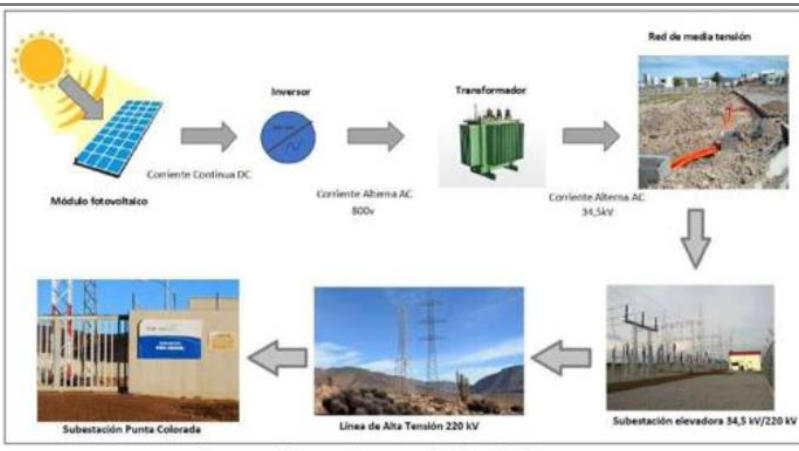 Red de media tensión
Inversor
Transformador
Corriente Continua DC
Módulo fotovoltaico
Corriente Alterna AC
800v
Corriente Alterna AC
34,5kV
Subestación Punta Colorada
Línea de Alta Tensión 220 kV
Subestación elevadora 34,5 kV/220 kV